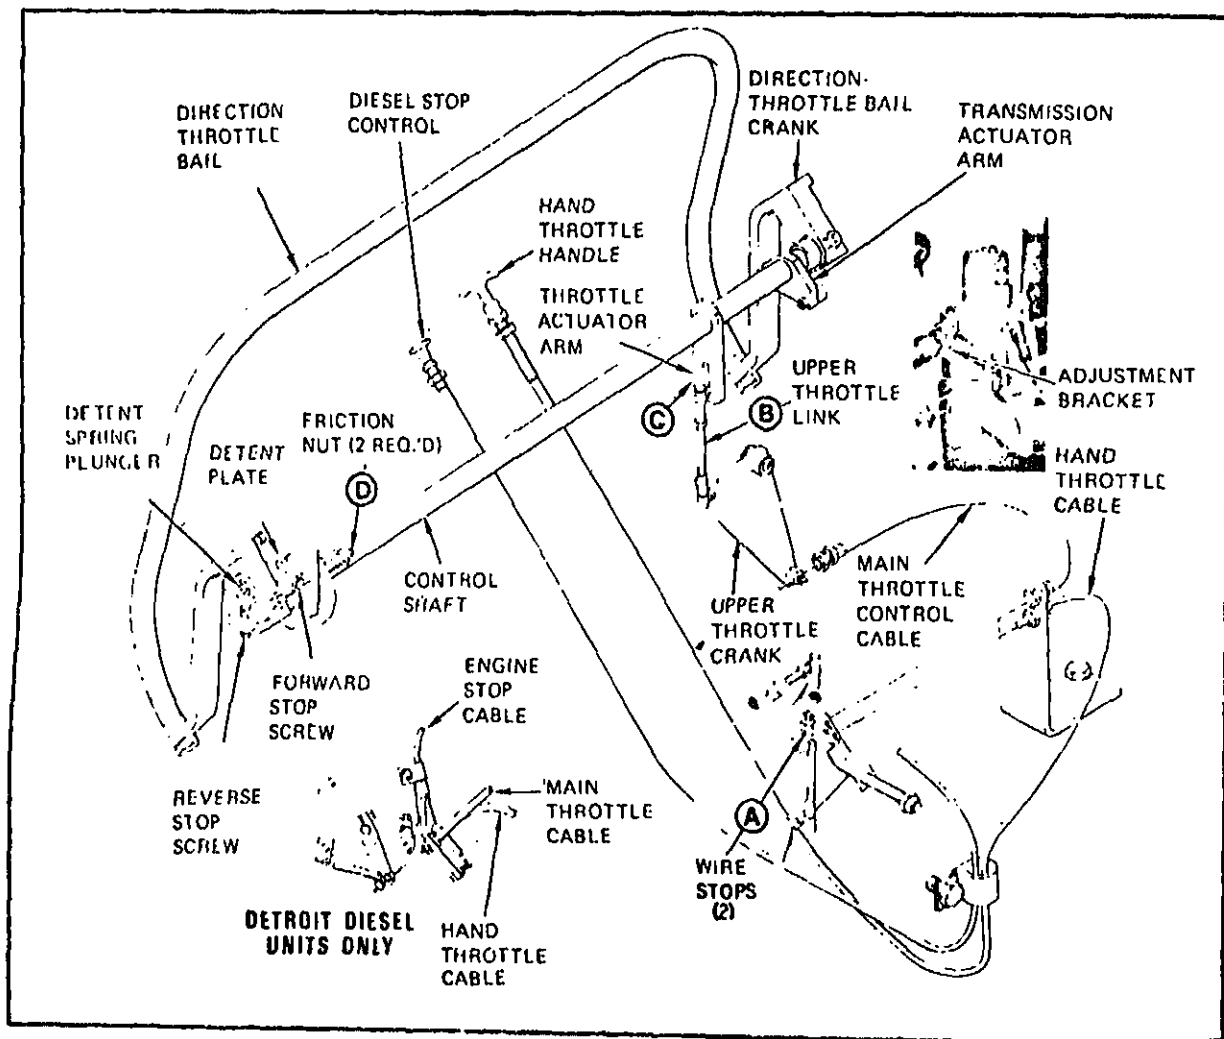 DIRECTION
THROTTLE
BAIL
DIESEL STOP
CONTROL
DIRECTION-
THROTTLE BAIL
CRANK
TRANSMISSION
ACTUATOR
ARM
HAND
THROTTLE
HANDLE
THROTTLE
ACTUATOR
ARM
C
B
UPPER
THROTTLE
LINK
ADJUSTMENT
BRACKET
HAND
THROTTLE
CABLE
DETENT
SPRING
PLUNGER
DETENT
PLATE
FRICTION
NUT (2 REQ.'D)
D
CONTROL
SHAFT
UPPER
THROTTLE
CRANK
MAIN
THROTTLE
CONTROL
CABLE
FORWARD
STOP
SCREW
ENGINE
STOP
CABLE
REVERSE
STOP
SCREW
MAIN
THROTTLE
CABLE
A
WIRE
STOPS
(2)
DETROIT DIESEL
UNITS ONLY
HAND
THROTTLE
CABLE